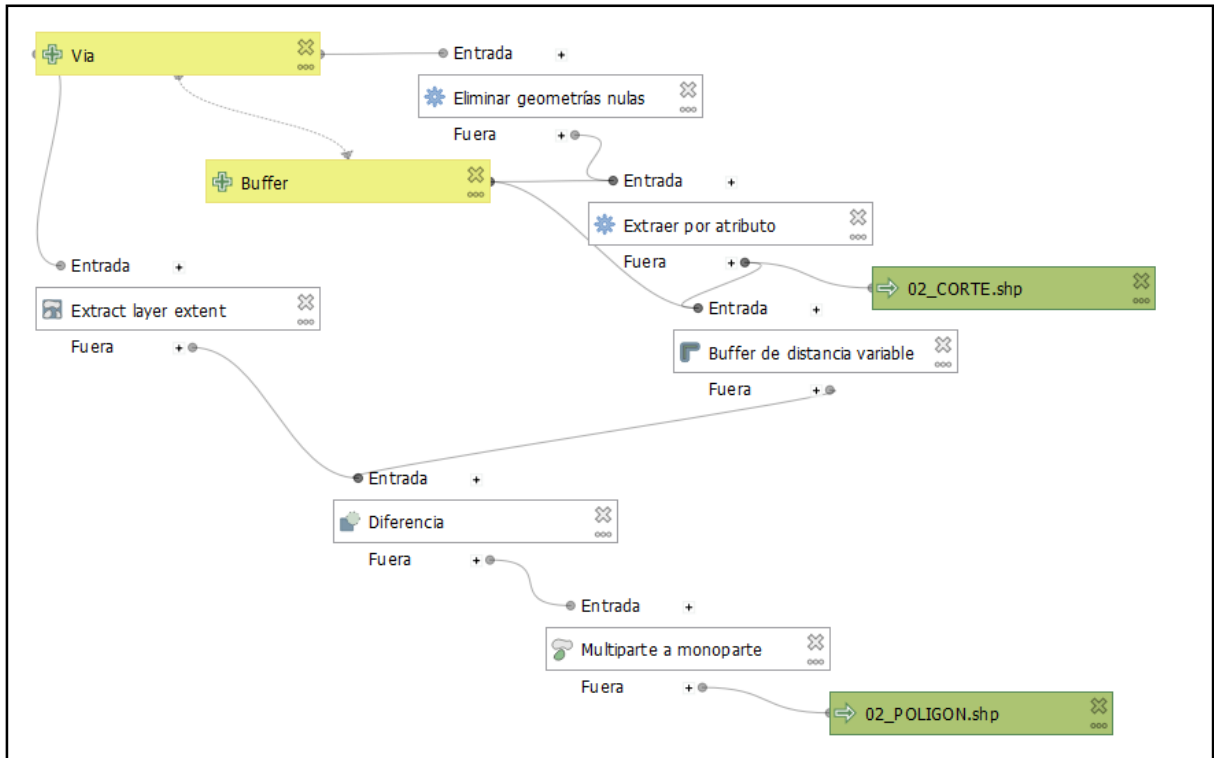 Via
Entrada +
Eliminar geometrías nulas
Fuera +
Buffer
Entrada +
Extraer por atributo
Fuera +
Entrada +
Extract layer extent
Fuera +
02_CORTE.shp
Entrada +
Buffer de distancia variable
Fuera +
Entrada +
Diferencia
Fuera +
Entrada +
Multiparte a monoparte
Fuera +
02_POLIGON.shp